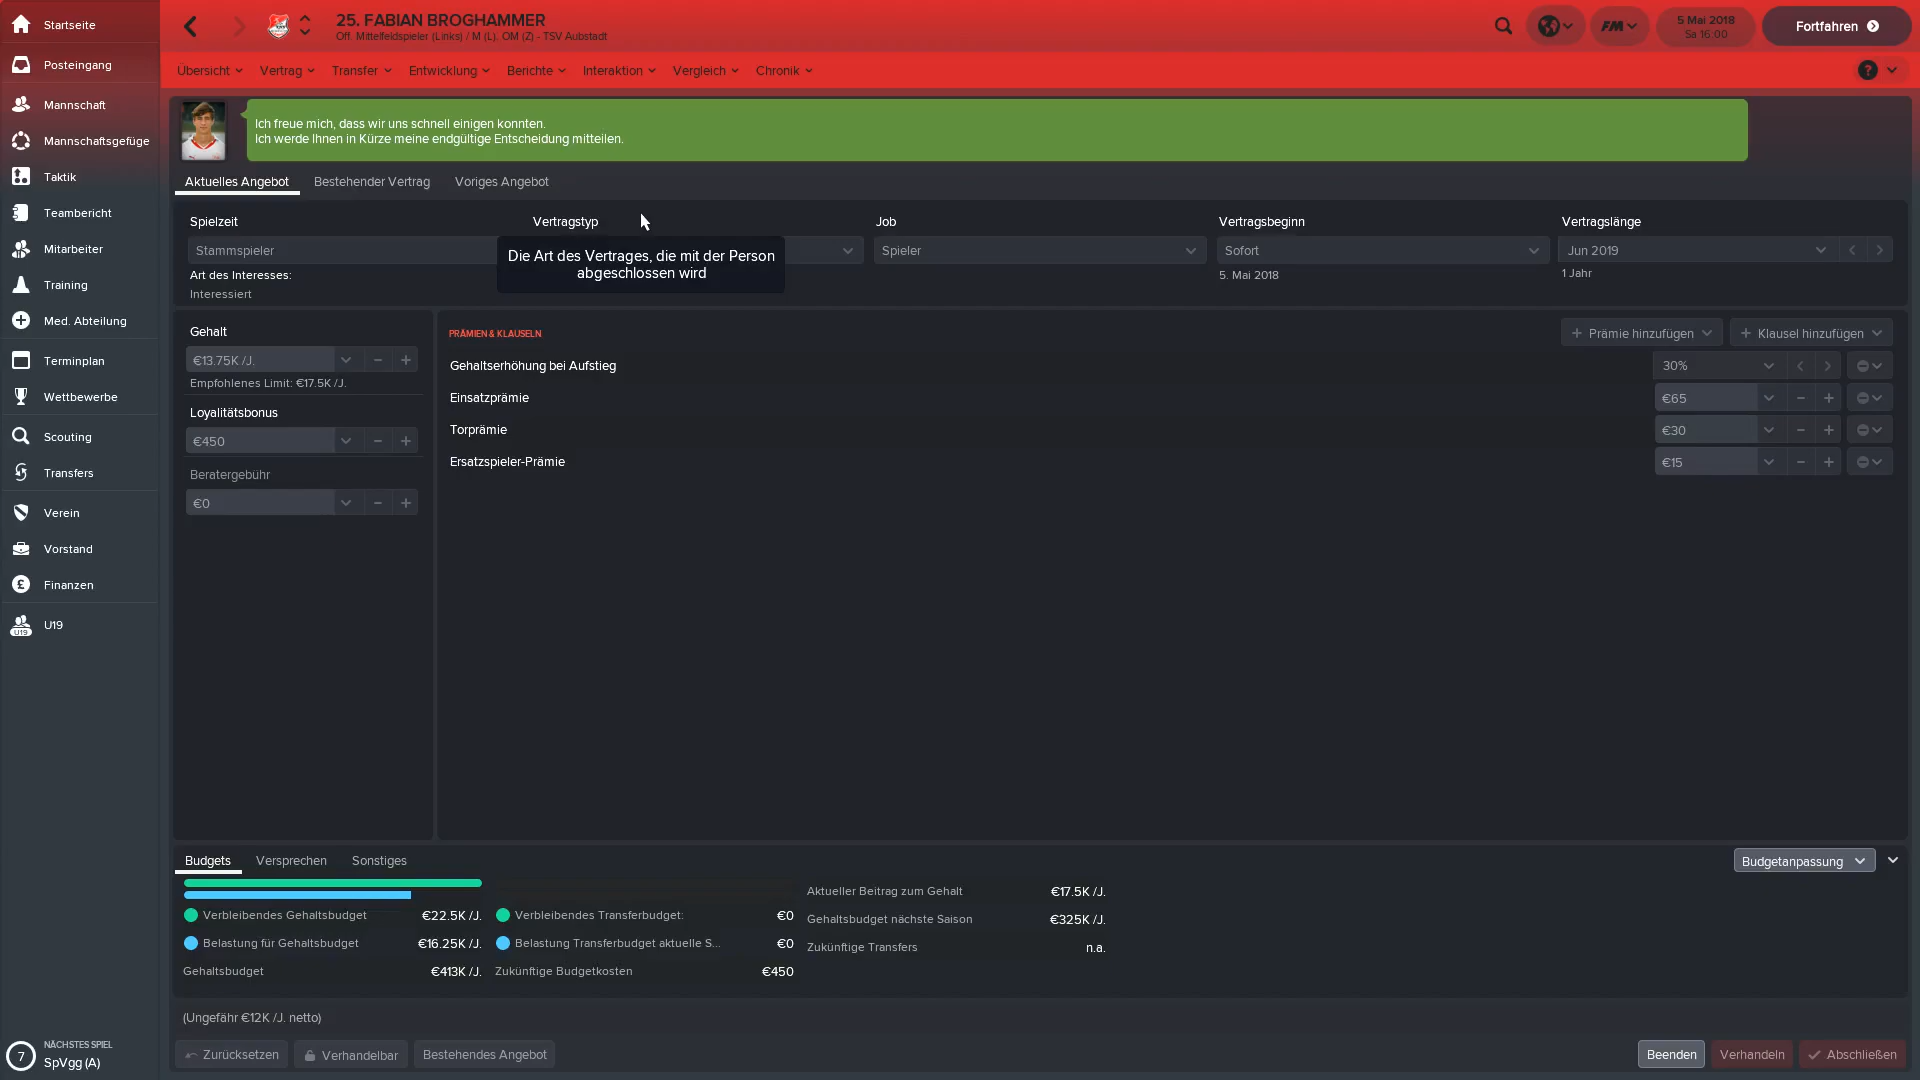 Startseite
Posteingang
Mannschaft
Mannschaftsgefüge
Taktik
Teambericht
Mitarbeiter
Training
Med. Abteilung
Terminplan
Wettbewerbe
Scouting
Transfers
Verein
Vorstand
Finanzen
U19
U19
NÄCHSTES SPIEL
7
SpVgg (A)
25. FABIAN BROGHAMMER
Off. Mittelfeldspieler (Links) / M (L). OM (Z) - TSV Aubstadt
FM
5 Mai 2018
Sa 16:00
Fortfahren
Übersicht
Vertrag
Transfer
Entwicklung
Berichte
Interaktion
Vergleich
Chronik
?
Ich freue mich, dass wir uns schnell einigen konnten.
Ich werde Ihnen in Kürze meine endgültige Entscheidung mitteilen.
Aktuelles Angebot
Bestehender Vertrag
Voriges Angebot
Spielzeit
Vertragstyp
Job
Vertragsbeginn
Vertragslänge
Stammspieler
Spieler
Sofort
Jun 2019
Die Art des Vertrages, die mit der Person
abgeschlossen wird
Art des Interesses:
Interessiert
5. Mai 2018
1 Jahr
Gehalt
€13.75K /J.
Empfohlenes Limit: €17.5K /J.
Loyalitätsbonus
€450
Beratergebühr
€0
PRÄMIEN & KLAUSELN
Prämie hinzufügen
Klausel hinzufügen
Gehaltserhöhung bei Aufstieg
30%
Einsatzprämie
€65
Torprämie
€30
Ersatzspieler-Prämie
€15
Budgets
Versprechen
Sonstiges
Budgetanpassung
Verbleibendes Gehaltsbudget
€22.5K /J.
Belastung für Gehaltsbudget
€16.25K /J.
Gehaltsbudget
€413K /J.
Verbleibendes Transferbudget:
€0
Belastung Transferbudget aktuelle S...
€0
Zukünftige Budgetkosten
€450
Aktueller Beitrag zum Gehalt
€17.5K /J.
Gehaltsbudget nächste Saison
€325K /J.
Zukünftige Transfers
n.a.
(Ungefähr €12K /J. netto)
Zurücksetzen
Verhandelbar
Bestehendes Angebot
Beenden
Verhandeln
Abschließen